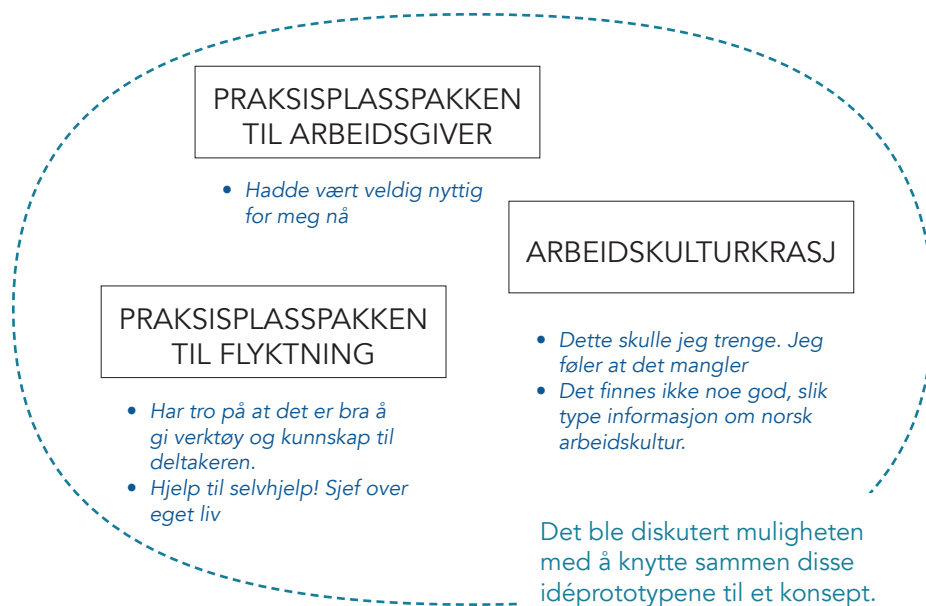 PRAKSISPLASSPAKKEN
TIL ARBEIDSGIVER
• Hadde vært veldig nyttig
for meg nå
ARBEIDSKULTURKRASJ
• Dette skulle jeg trenge. Jeg
føler at det mangler
• Det finnes ikke noe god, slik
type informasjon om norsk
arbeidskultur.
PRAKSISPLASSPAKKEN
TIL FLYKTNING
• Har tro på at det er bra å
gi verktøy og kunnskap til
deltakeren.
• Hjelp til selvhjelp! Sjef over
eget liv
Det ble diskutert muligheten
med å knytte sammen disse
idéprototypene til et konsept.